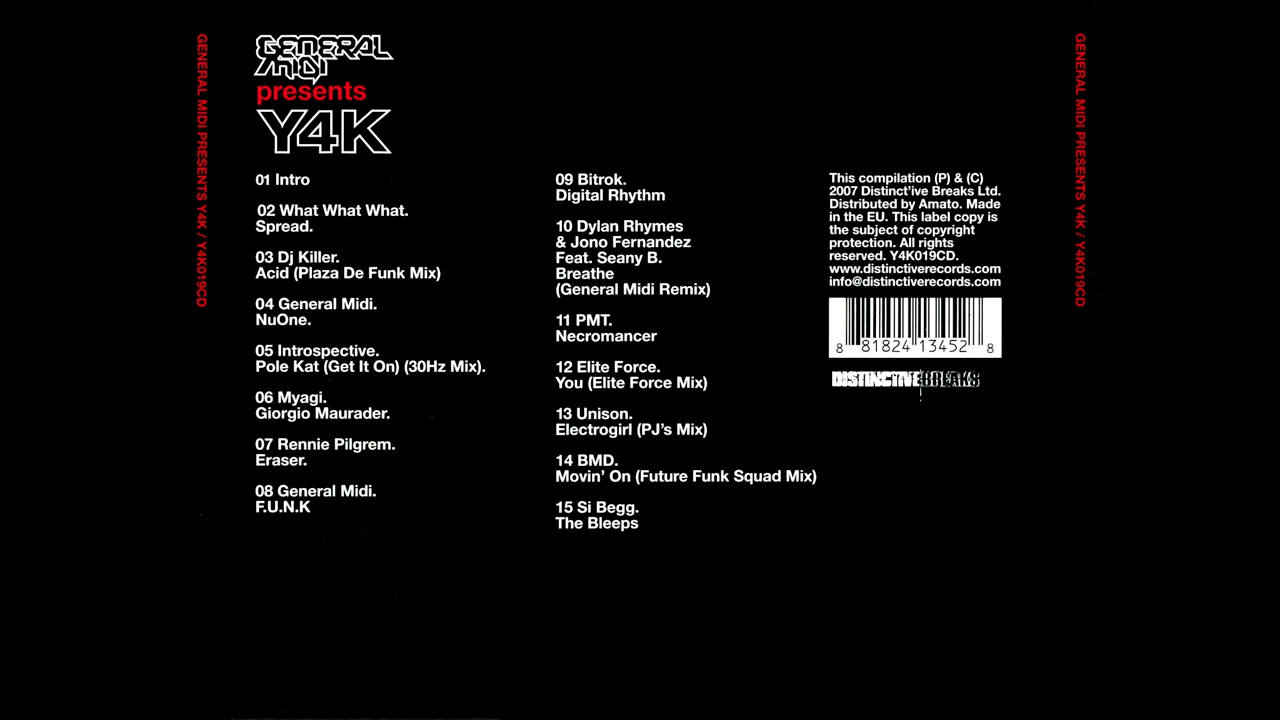 GENERAL MIDI PRESENTS Y4K / Y4K019CD
GENERAL
MIDI
presents
Y4K
01 Intro
02 What What What.
Spread.
03 Dj Killer.
Acid (Plaza De Funk Mix)
04 General Midi.
NuOne.
05 Introspective.
Pole Kat (Get It On) (30Hz Mix).
06 Myagi.
Giorgio Maurader.
07 Rennie Pilgrem.
Eraser.
08 General Midi.
F.U.N.K
09 Bitrok.
Digital Rhythm
10 Dylan Rhymes
& Jono Fernandez
Feat. Seany B.
Breathe
(General Midi Remix)
11 PMT.
Necromancer
12 Elite Force.
You (Elite Force Mix)
13 Unison.
Electrogirl (PJ's Mix)
14 BMD.
Movin' On (Future Funk Squad Mix)
15 Si Begg.
The Bleeps
This compilation (P) & (C)
2007 Distinct'ive Breaks Ltd.
Distributed by Amato. Made
in the EU. This label copy is
the subject of copyright
protection. All rights
reserved. Y4K019CD.
www.distinctiverecords.com
info@distinctiverecords.com
8 81824 13452 8
DISTINCTIVE BREAKS
GENERAL MIDI PRESENTS Y4K / Y4K019CD